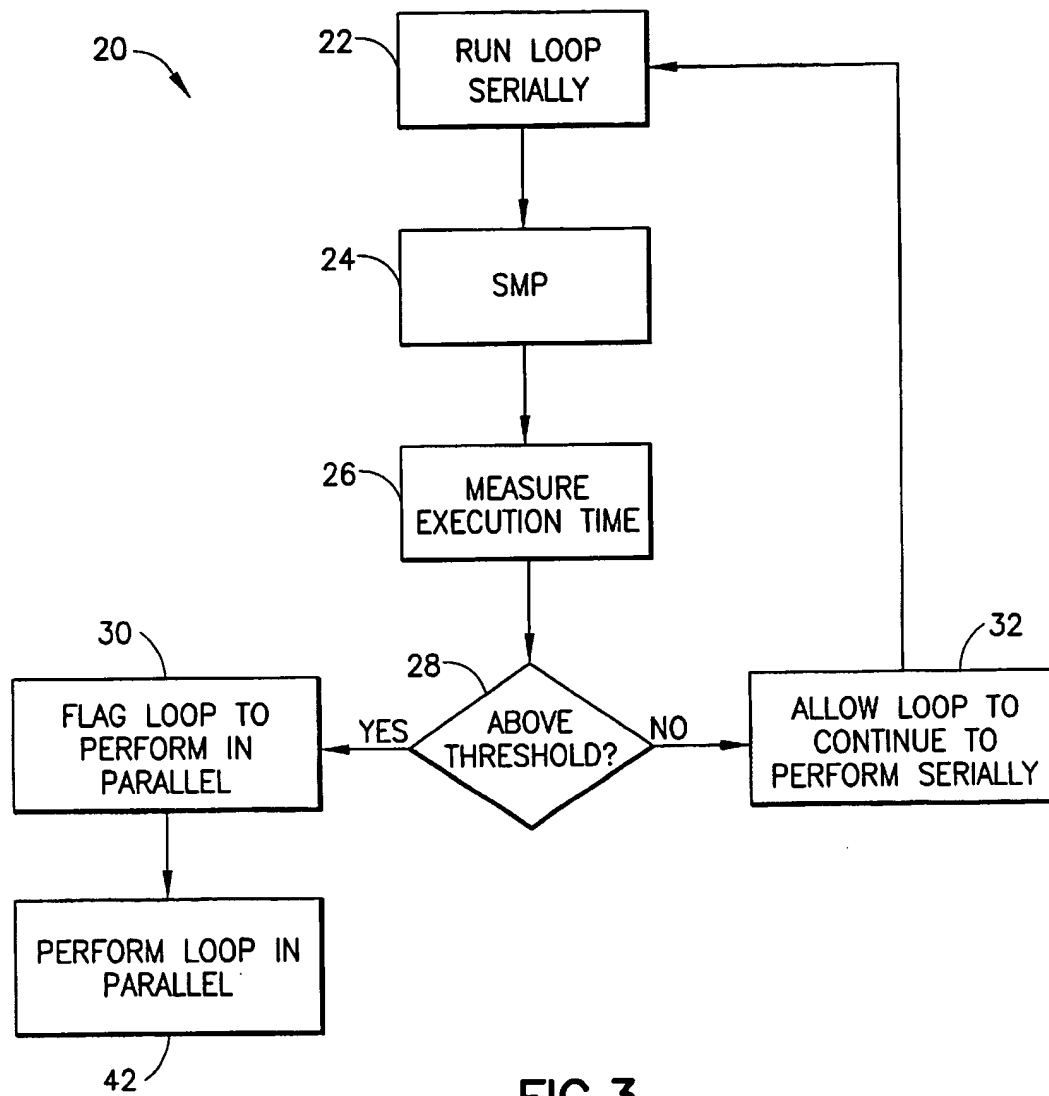 20
22
RUN LOOP
SERIALLY
24
SMP
26
MEASURE
EXECUTION TIME
30
FLAG LOOP TO
PERFORM IN
PARALLEL
YES
28
ABOVE
THRESHOLD?
NO
32
ALLOW LOOP TO
CONTINUE TO
PERFORM SERIALLY
PERFORM LOOP IN
PARALLEL
42
FIG.3